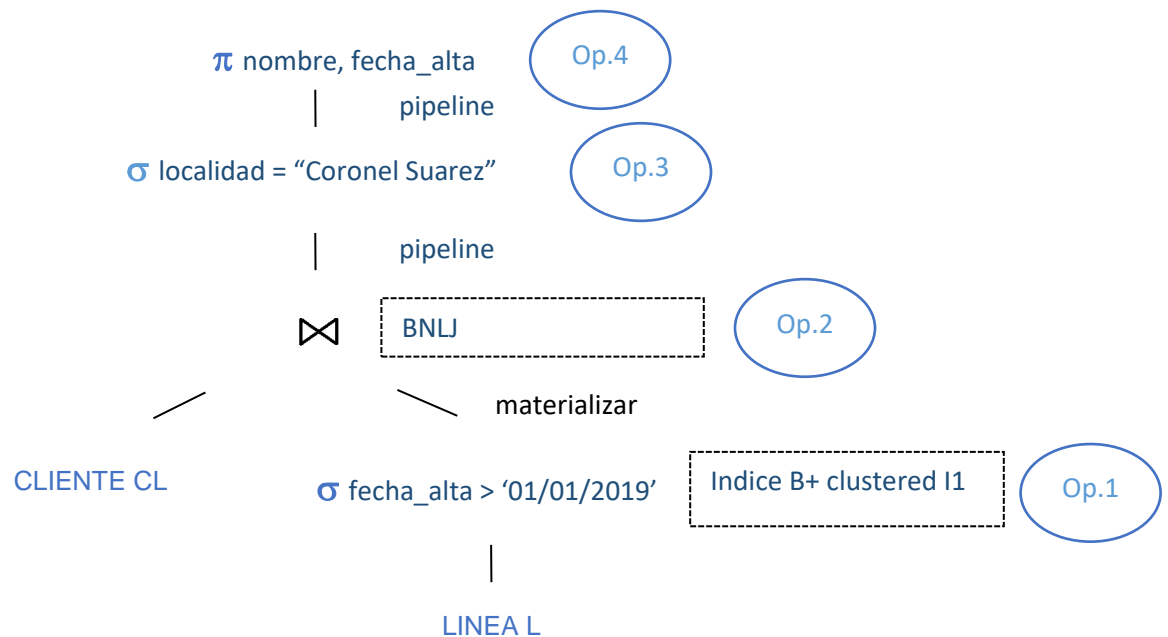 π nombre, fecha_alta Op.4
pipeline
σ localidad = “Coronel Suarez” Op.3
pipeline
⋈ BNLJ Op.2
materializar
CLIENTE CL
σ fecha_alta > ‘01/01/2019’ Indice B+ clustered I1 Op.1
LINEA L